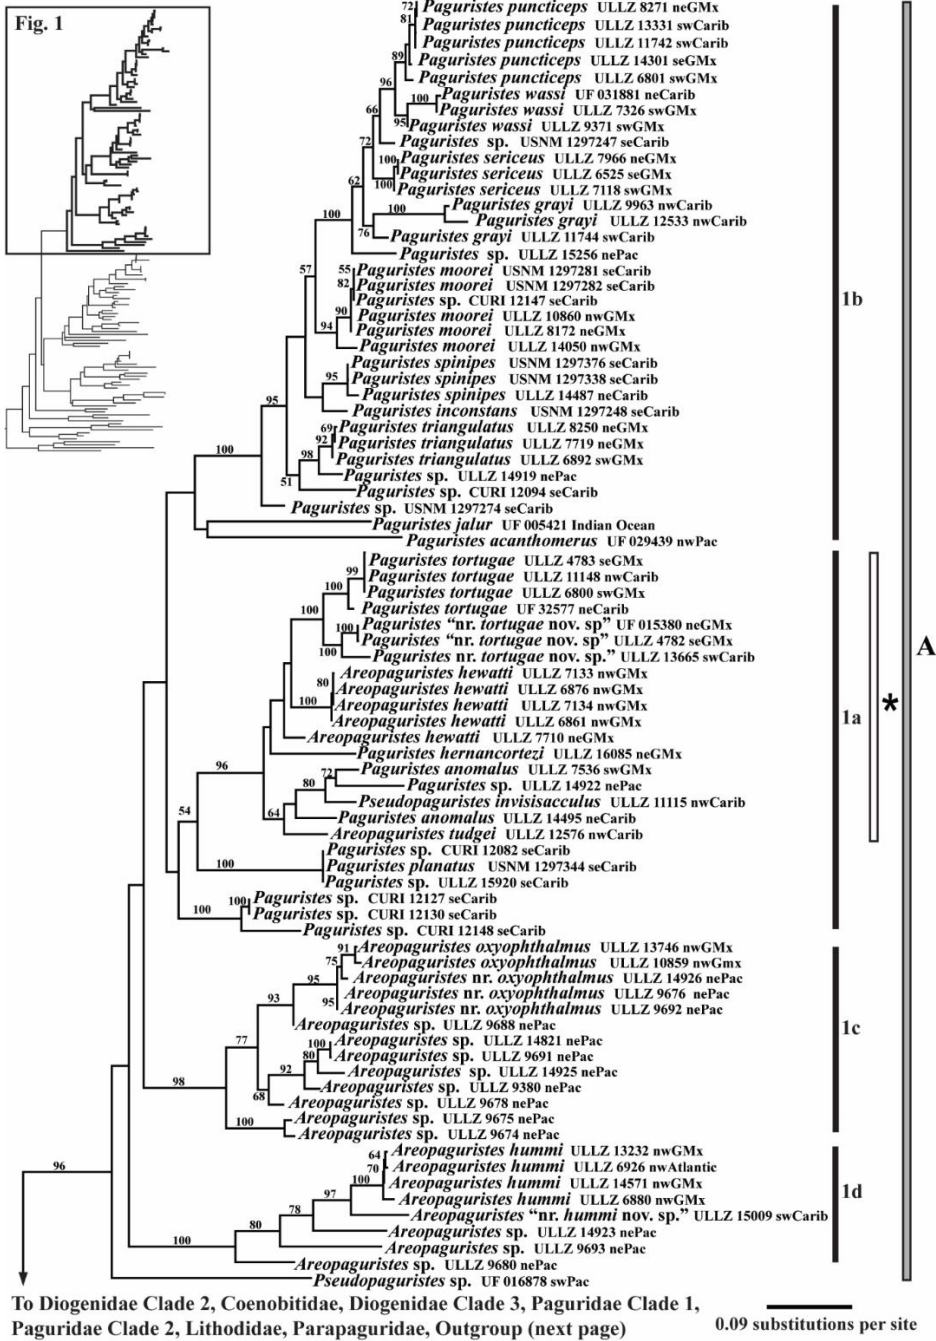 Fig. 1
72
Paguristes puncticeps ULLZ 8271 neGMx
81
Paguristes puncticeps ULLZ 13331 swCarib
Paguristes puncticeps ULLZ 11742 swCarib
89
Paguristes puncticeps ULLZ 14301 seGMx
Paguristes puncticeps ULLZ 6801 swGMx
96
Paguristes wassi UF 031881 neCarib
100
Paguristes wassi ULLZ 7326 swGMx
66
95
Paguristes wassi ULLZ 9371 swGMx
72
Paguristes sp. USNM 1297247 seCarib
Paguristes sericeus ULLZ 7966 neGMx
100
Paguristes sericeus ULLZ 6525 seGMx
62
100
Paguristes sericeus ULLZ 7118 swGMx
Paguristes grayi ULLZ 9963 nwCarib
100
Paguristes grayi ULLZ 12533 nwCarib
100
76
Paguristes grayi ULLZ 11744 swCarib
Paguristes sp. ULLZ 15256 nePac
57
55
Paguristes moorei USNM 1297281 seCarib
82
Paguristes moorei USNM 1297282 seCarib
Paguristes sp. CURI 12147 seCarib
1b
90
Paguristes moorei ULLZ 10860 nwGMx
94
Paguristes moorei ULLZ 8172 neGMx
Paguristes moorei ULLZ 14050 nwGMx
Paguristes spinipes USNM 1297376 seCarib
95
Paguristes spinipes USNM 1297338 seCarib
Paguristes spinipes ULLZ 14487 neCarib
95
Paguristes inconstans USNM 1297248 seCarib
69
Paguristes triangulatus ULLZ 8250 neGMx
92
Paguristes triangulatus ULLZ 7719 neGMx
100
98
Paguristes triangulatus ULLZ 6892 swGMx
Paguristes sp. ULLZ 14919 nePac
51
Paguristes sp. CURI 12094 seCarib
Paguristes sp. USNM 1297274 seCarib
Paguristes jalur UF 005421 Indian Ocean
Paguristes acanthomerus UF 029439 nwPac
Paguristes tortugae ULLZ 4783 seGMx
99
Paguristes tortugae ULLZ 11148 nwCarib
100
Paguristes tortugae ULLZ 6800 swGMx
100
Paguristes tortugae UF 32577 neCarib
100
Paguristes “nr. tortugae nov. sp” UF 015380 neGMx
Paguristes “nr. tortugae nov. sp” ULLZ 4782 seGMx
100
Paguristes nr. tortugae nov. sp.” ULLZ 13665 swCarib
A
Areopaguristes hewatti ULLZ 7133 nwGMx
80
Areopaguristes hewatti ULLZ 6876 nwGMx
100
Areopaguristes hewatti ULLZ 7134 nwGMx
*
Areopaguristes hewatti ULLZ 6861 nwGMx
1a
Areopaguristes hewatti ULLZ 7710 neGMx
Paguristes hernancortezi ULLZ 16085 neGMx
96
72
Paguristes anomalus ULLZ 7536 swGMx
80
Paguristes sp. ULLZ 14922 nePac
Pseudopaguristes invisisacculus ULLZ 11115 nwCarib
64
Paguristes anomalus ULLZ 14495 neCarib
54
Areopaguristes tudgei ULLZ 12576 nwCarib
Paguristes sp. CURI 12082 seCarib
100
Paguristes planatus USNM 1297344 seCarib
Paguristes sp. ULLZ 15920 seCarib
100
Paguristes sp. CURI 12127 seCarib
100
Paguristes sp. CURI 12130 seCarib
Paguristes sp. CURI 12148 seCarib
91
Areopaguristes oxyophthalmus ULLZ 13746 nwGMx
75
Areopaguristes oxyophthalmus ULLZ 10859 nwGmx
95
Areopaguristes nr. oxyophthalmus ULLZ 14926 nePac
Areopaguristes nr. oxyophthalmus ULLZ 9676 nePac
93
95
Areopaguristes nr. oxyophthalmus ULLZ 9692 nePac
Areopaguristes sp. ULLZ 9688 nePac
1c
77
100
Areopaguristes sp. ULLZ 14821 nePac
80
Areopaguristes sp. ULLZ 9691 nePac
92
Areopaguristes sp. ULLZ 14925 nePac
98
Areopaguristes sp. ULLZ 9380 nePac
68
Areopaguristes sp. ULLZ 9678 nePac
Areopaguristes sp. ULLZ 9675 nePac
100
Areopaguristes sp. ULLZ 9674 nePac
64
Areopaguristes hummi ULLZ 13232 nwGMx
96
70
Areopaguristes hummi ULLZ 6926 nwAtlantic
100
Areopaguristes hummi ULLZ 14571 nwGMx
1d
97
Areopaguristes hummi ULLZ 6880 nwGMx
78
Areopaguristes “nr. hummi nov. sp.” ULLZ 15009 swCarib
80
Areopaguristes sp. ULLZ 14923 nePac
100
Areopaguristes sp. ULLZ 9693 nePac
Areopaguristes sp. ULLZ 9680 nePac
Pseudopaguristes sp. UF 016878 swPac
To Diogenidae Clade 2, Coenobitidae, Diogenidae Clade 3, Paguridae Clade 1,
Paguridae Clade 2, Lithodidae, Parapaguridae, Outgroup (next page)
0.09 substitutions per site